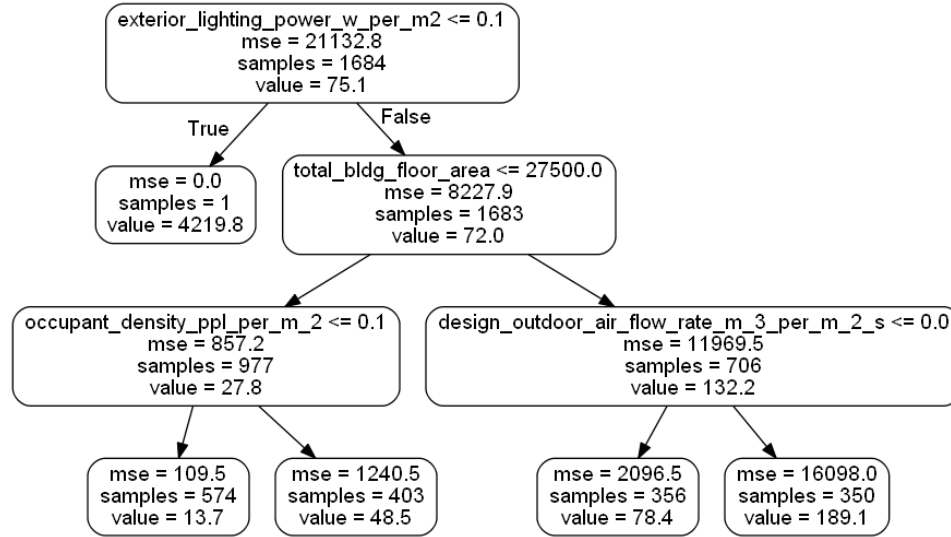 exterior_lighting_power_w_per_m2 <= 0.1
mse = 21132.8
samples = 1684
value = 75.1
True
False
mse = 0.0
samples = 1
value = 4219.8
total_bldg_floor_area <= 27500.0
mse = 8227.9
samples = 1683
value = 72.0
occupant_density_ppl_per_m_2 <= 0.1
mse = 857.2
samples = 977
value = 27.8
design_outdoor_air_flow_rate_m_3_per_m_2_s <= 0.0
mse = 11969.5
samples = 706
value = 132.2
mse = 109.5
samples = 574
value = 13.7
mse = 1240.5
samples = 403
value = 48.5
mse = 2096.5
samples = 356
value = 78.4
mse = 16098.0
samples = 350
value = 189.1